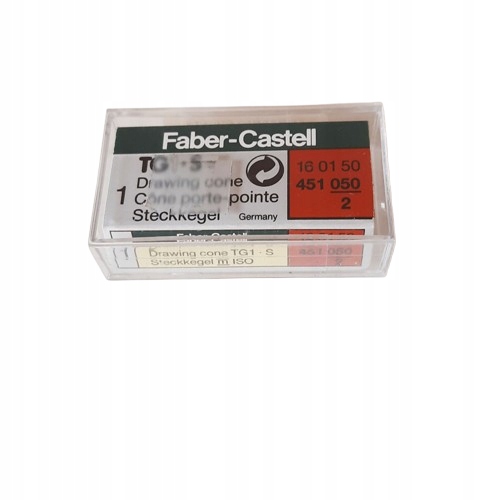 Faber-Castell
TG1·S
16 01 50
1
Drawing cone
Cône porte-pointe
Steckkegel
Germany
451 050
2
Faber-Castell
Drawing cone TG1·S
Steckkegel m ISO
451 050
2